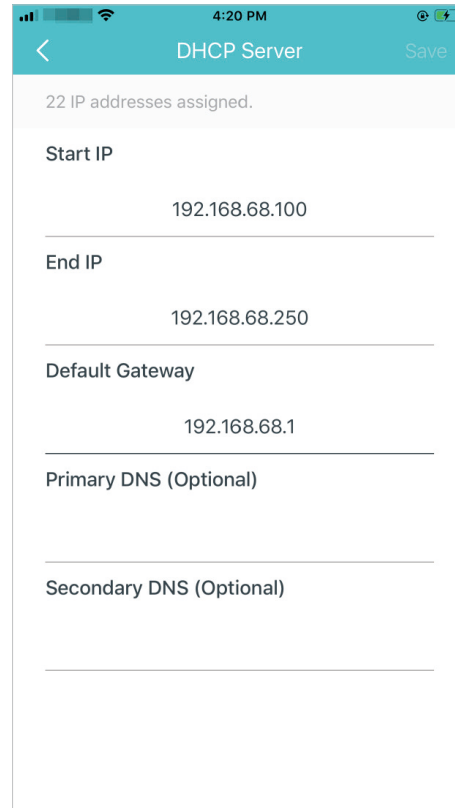 4:20 PM
DHCP Server
Save
22 IP addresses assigned.
Start IP
192.168.68.100
End IP
192.168.68.250
Default Gateway
192.168.68.1
Primary DNS (Optional)
Secondary DNS (Optional)